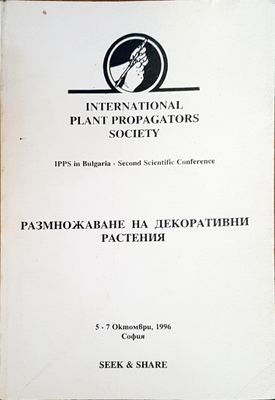 INTERNATIONAL
PLANT PROPAGATORS
SOCIETY
IPPS in Bulgaria - Second Scientific Conference
РАЗМНОЖАВАНЕ НА ДЕКОРАТИВНИ
РАСТЕНИЯ
5 - 7 Октомври, 1996
София
SEEK & SHARE